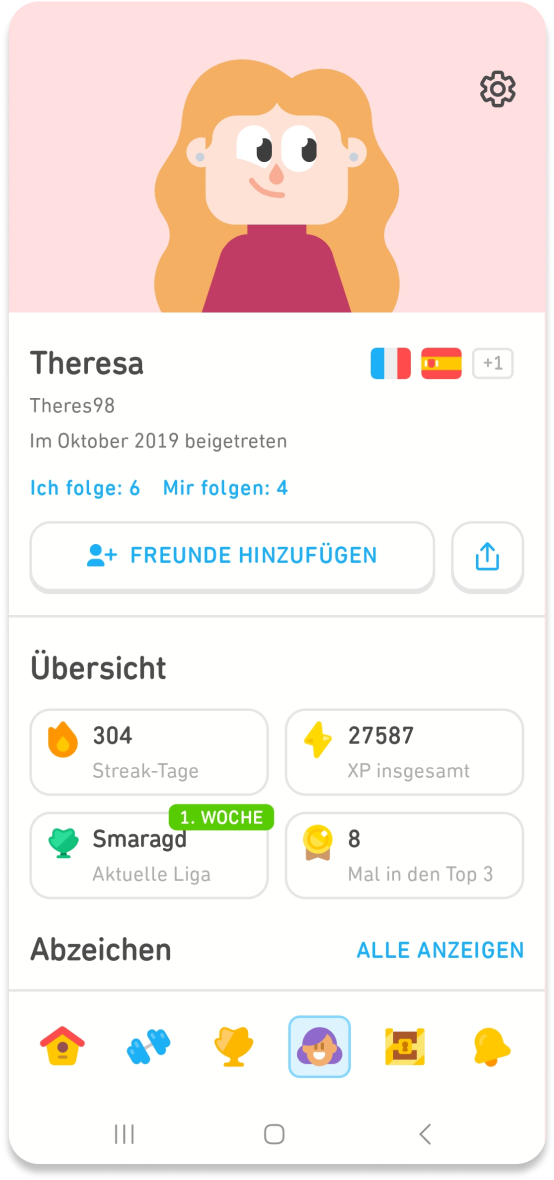 Theresa
+1
Theres98
Im Oktober 2019 beigetreten
Ich folge: 6 Mir folgen: 4
FREUNDE HINZUFÜGEN
Übersicht
304
Streak-Tage
27587
XP insgesamt
1. WOCHE
Smaragd
Aktuelle Liga
8
Mal in den Top 3
Abzeichen
ALLE ANZEIGEN